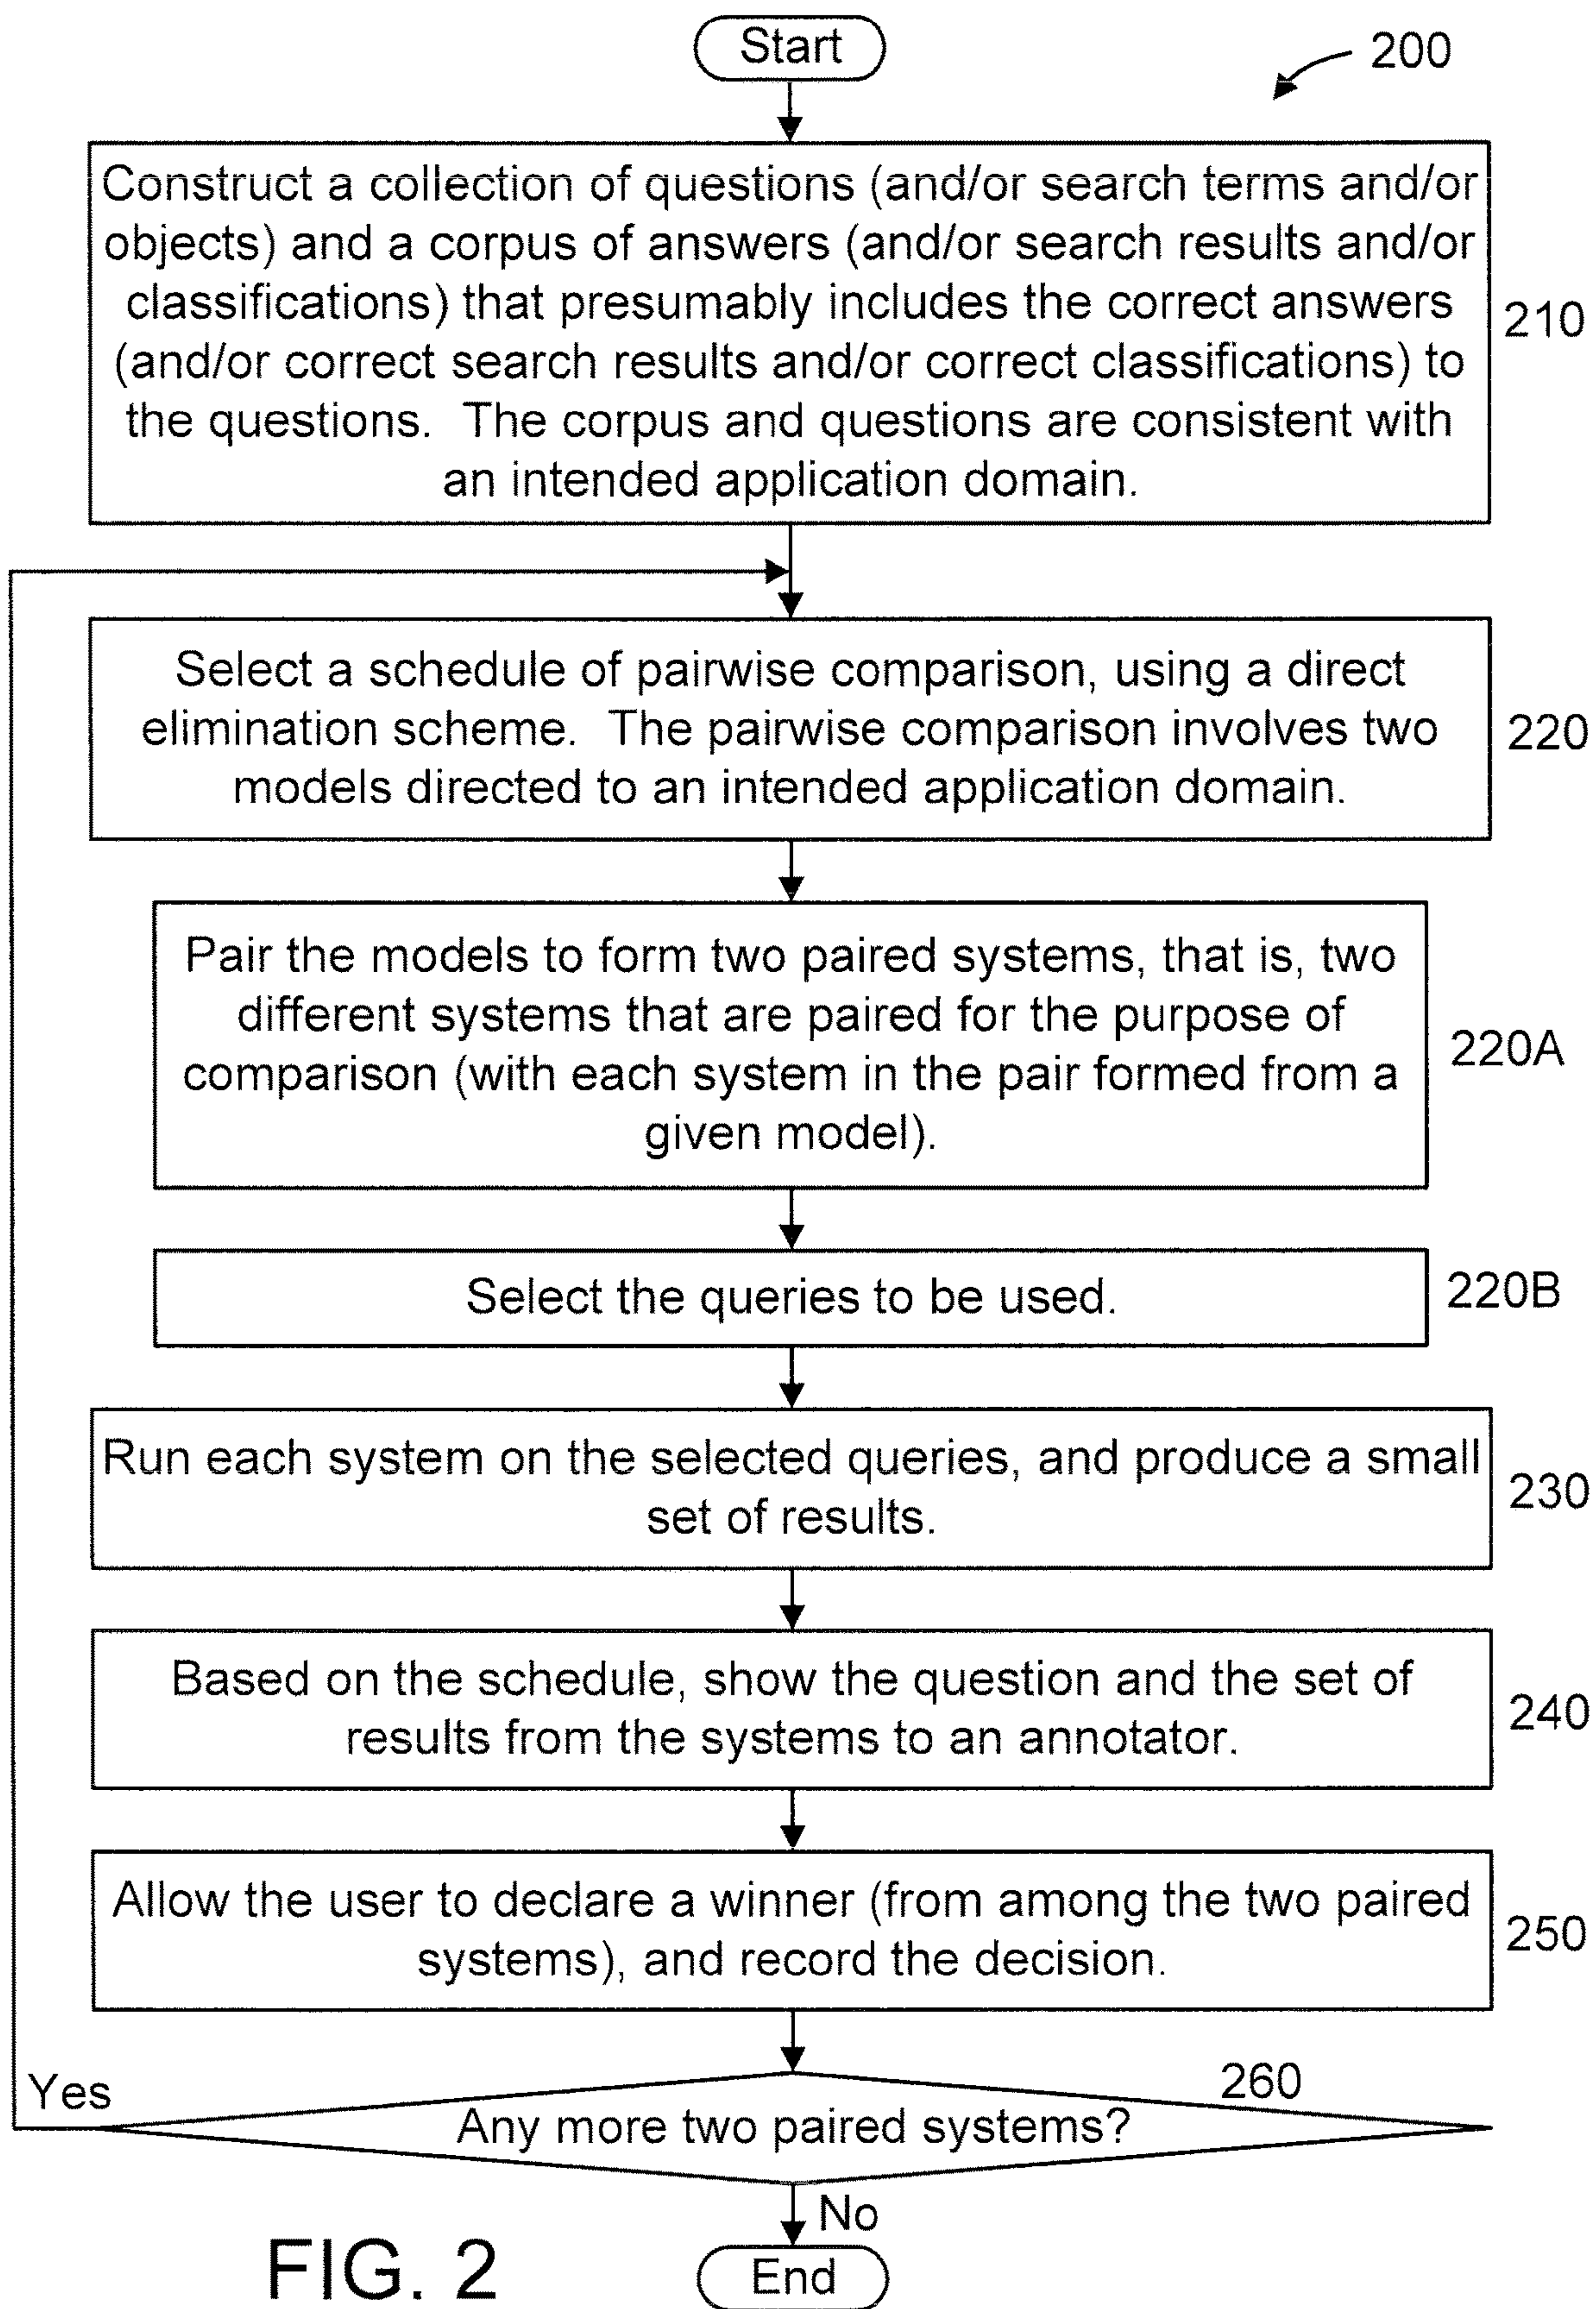 Start
200
Construct a collection of questions (and/or search terms and/or
objects) and a corpus of answers (and/or search results and/or
classifications) that presumably includes the correct answers
(and/or correct search results and/or correct classifications) to
the questions. The corpus and questions are consistent with
an intended application domain.
210
Select a schedule of pairwise comparison, using a direct
elimination scheme. The pairwise comparison involves two
models directed to an intended application domain.
220
Pair the models to form two paired systems, that is, two
different systems that are paired for the purpose of
comparison (with each system in the pair formed from a
given model).
220A
Select the queries to be used.
220B
Run each system on the selected queries, and produce a small
set of results.
230
Based on the schedule, show the question and the set of
results from the systems to an annotator.
240
Allow the user to declare a winner (from among the two paired
systems), and record the decision.
250
Yes
260
Any more two paired systems?
No
End
FIG. 2